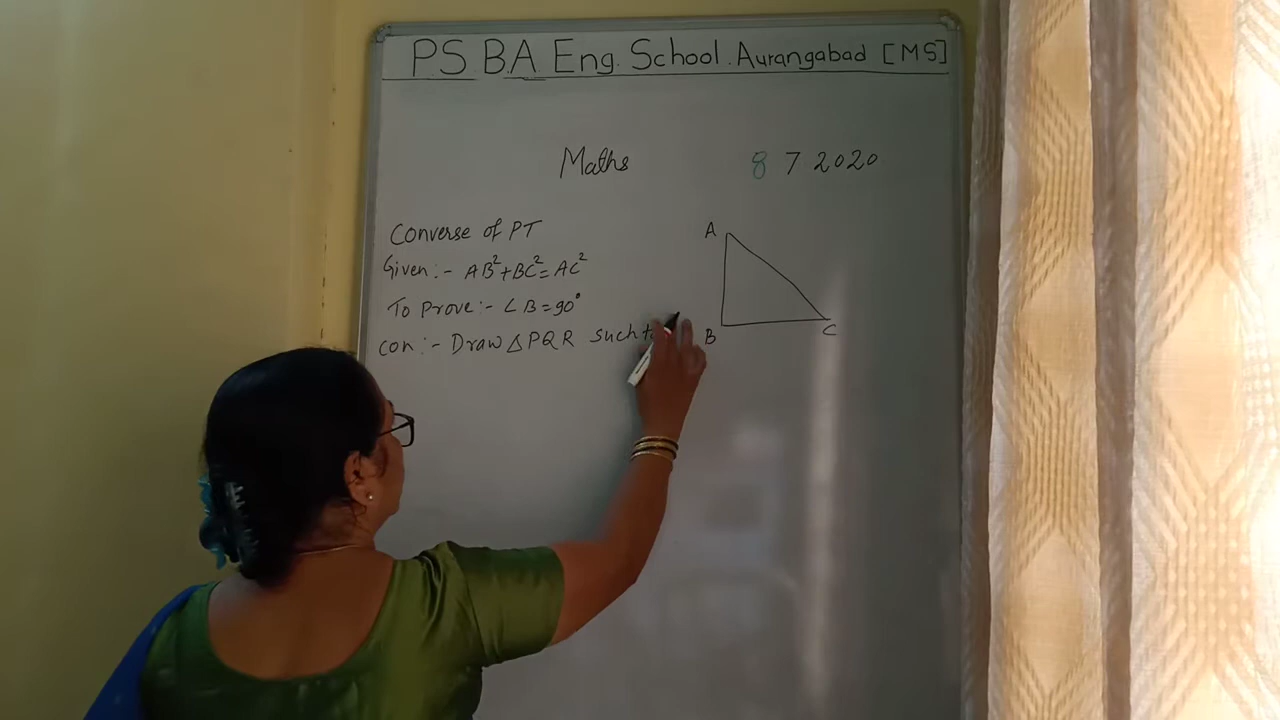 PS BA Eng. School. Aurangabad [MS]
Maths 8 7 2020
Converse of PT
Given :- AB²+BC²=AC²
To Prove :- ∠B=90°
con :- Draw △PQR such
A
B
C